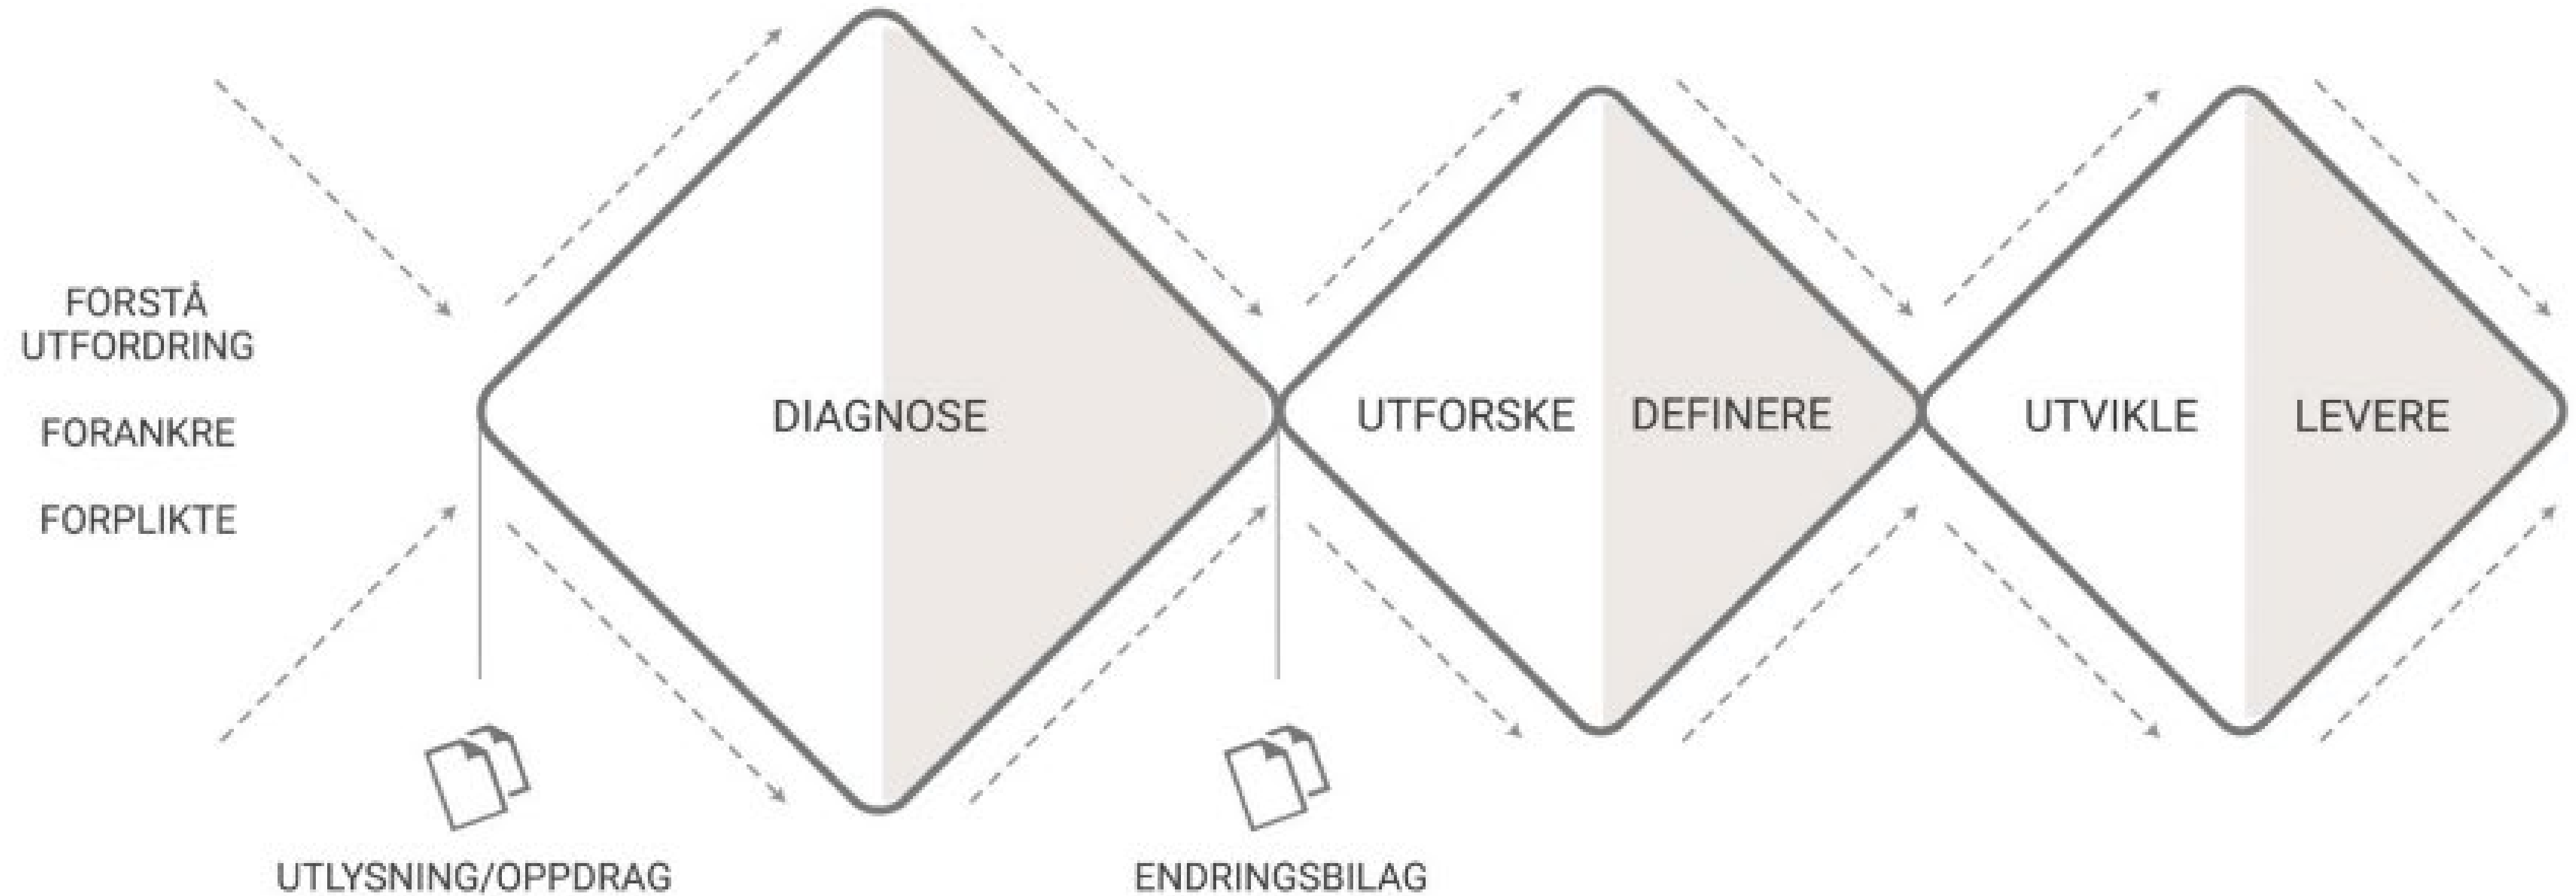 FORSTÅ
UTFORDRING
FORANKRE
FORPLIKTE
DIAGNOSE
UTFORSKE
DEFINERE
UTVIKLE
LEVERE
UTLYSNING/OPPDRAG
ENDRINGSBILAG